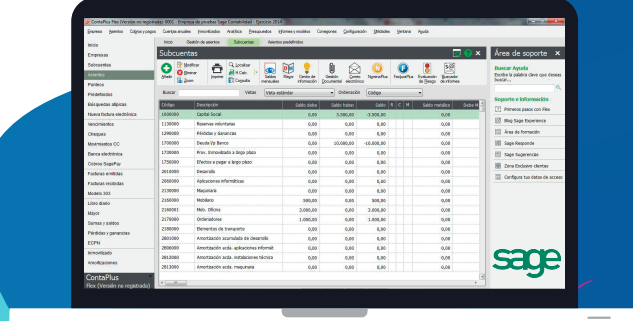 ContaPlus Flex (Versión no registrada) 0001 - Empresa de pruebas Sage Contabilidad - Ejercicio 2014
Empresa Asientos Cobros y pagos Cuentas anuales Inmovilizados Analítica Presupuestos Informes y modelos Conexiones Configuración Utilidades Ventana Ayuda
Inicio Gestión de asientos Subcuentas Asientos predefinidos
Inicio
Empresas
Subcuentas
Asientos
Punteos
Predefinidos
Búsquedas atípicas
Nueva factura electrónica
Vencimientos
Cheques
Movimientos CC
Banca electrónica
Cobros SagePay
Facturas emitidas
Facturas recibidas
Modelo 303
Libro diario
Mayor
Sumas y saldos
Pérdidas y ganancias
ECPN
Inmovilizado
Amortizaciones
ContaPlus
Flex (Versión no registrada)
Subcuentas
Añadir Modificar Eliminar Zoom Imprimir Localizar H.Calc Consulta Saldos mensuales Mayor Centro de información Gestión Documental Correo electrónico NóminaPlus FacturaPlus Evaluación de Riesgo Buscador de informes
Buscar Vistas Vista estándar Ordenación Código
Código Descripción Saldo debe Saldo haber Saldo R C M Saldo metálico Debe M
1000000 Capital Social 0,00 3.500,00 -3.500,00 0,00
1130000 Reservas voluntarias 0,00 0,00 0,00 0,00
1290000 Pérdidas y Ganancias 0,00 0,00 0,00 0,00
1700000 Deuda l/p Banco 0,00 10.000,00 -10.000,00 0,00
1730000 Prov. Inmovilizado a largo plazo 0,00 0,00 0,00 0,00
1750000 Efectos a pagar a largo plazo 0,00 0,00 0,00 0,00
2010000 Desarrollo 0,00 0,00 0,00 0,00
2060000 Aplicaciones informáticas 0,00 0,00 0,00 0,00
2130000 Maquinaria 0,00 0,00 0,00 0,00
2160000 Mobiliario 500,00 0,00 500,00 0,00
2160001 Mob. Oficina 3.000,00 0,00 3.000,00 0,00
2170000 Ordenadores 1.000,00 0,00 1.000,00 0,00
2180000 Elementos de transporte 0,00 0,00 0,00 0,00
2801000 Amortización acumulada de desarrollo 0,00 0,00 0,00 0,00
2806000 Amortización acda. aplicaciones informát 0,00 0,00 0,00 0,00
2812000 Amortización acda. instalaciones técnica 0,00 0,00 0,00 0,00
2813000 Amortización acda. maquinaria 0,00 0,00 0,00 0,00
Área de soporte
Buscar Ayuda
Escribe la palabra clave que deseas buscar...
Soporte e Información
Primeros pasos con Flex
Blog Sage Experience
Área de formación
Sage Responde
Sage Sugerencias
Zona Exclusivo clientes
Configura tus datos de acceso
sage